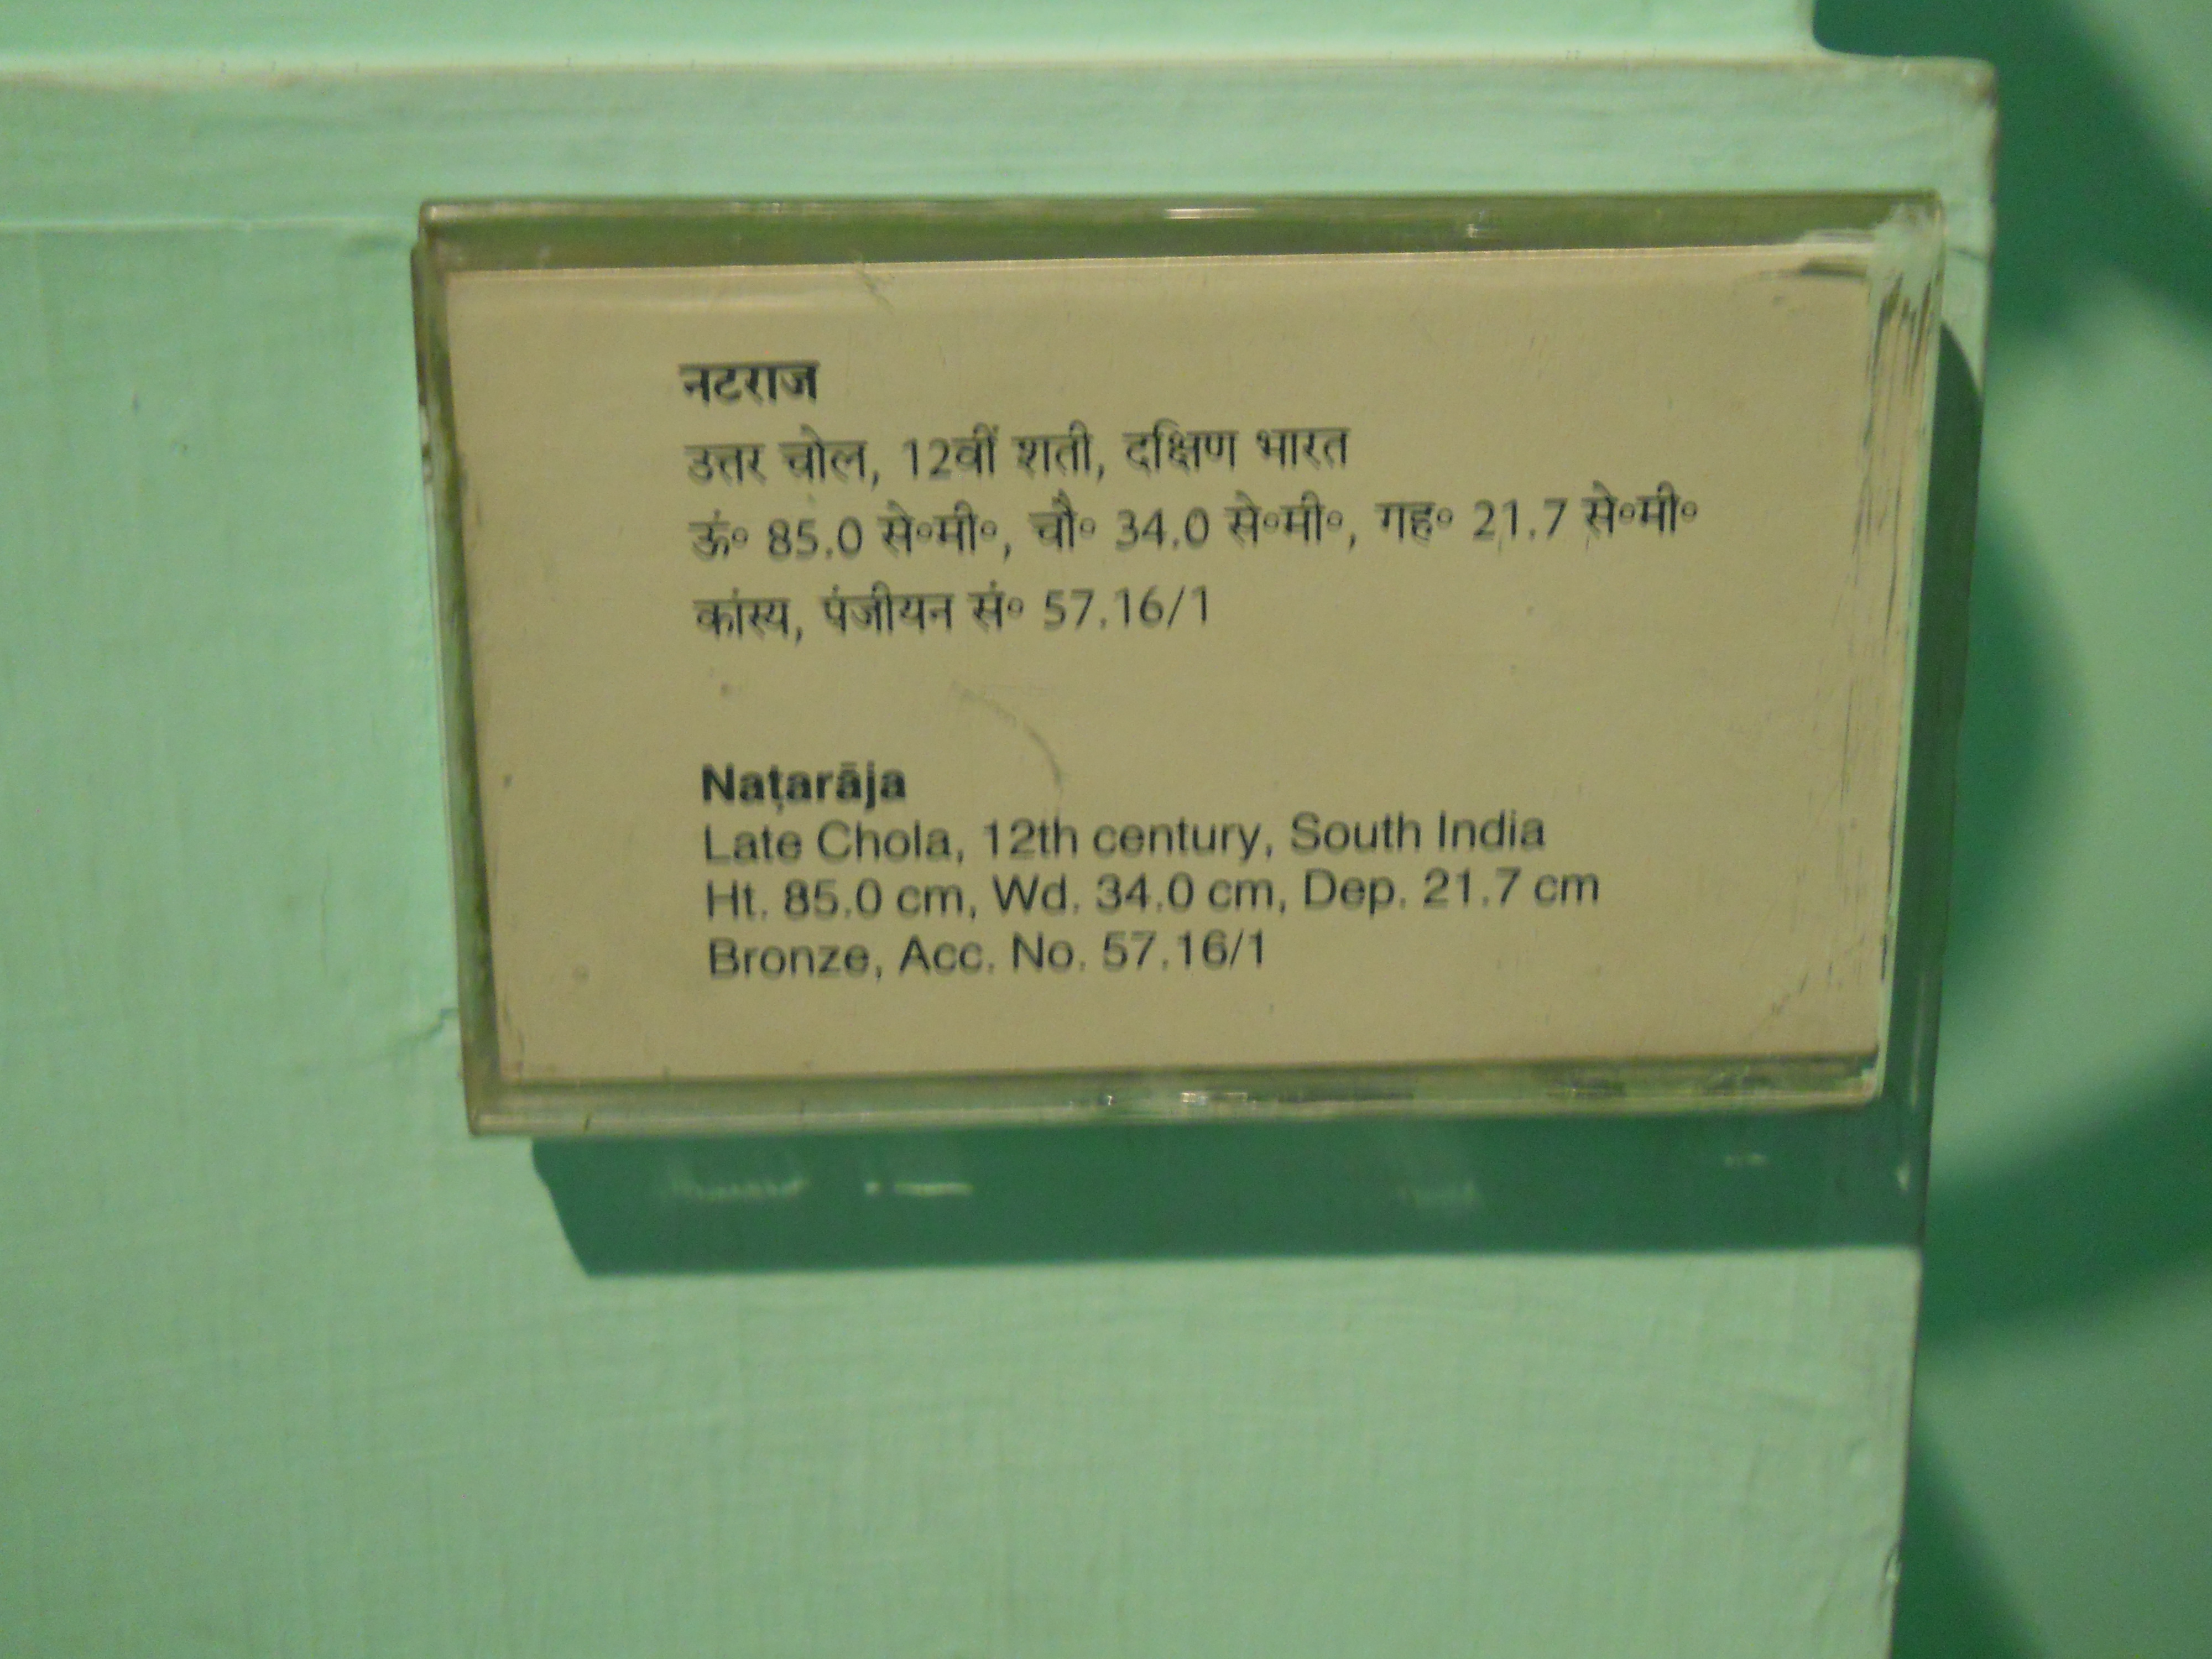 नटराज
उत्तर चोल, 12वीं शती, दक्षिण भारत
ऊं॰ 85.0 से॰मी॰, चौ॰ 34.0 से॰मी॰, गह॰ 21.7 से॰मी॰
कांस्य, पंजीयन सं॰ 57.16/1
Naṭarāja
Late Chola, 12th century, South India
Ht. 85.0 cm, Wd. 34.0 cm, Dep. 21.7 cm
Bronze, Acc. No. 57.16/1